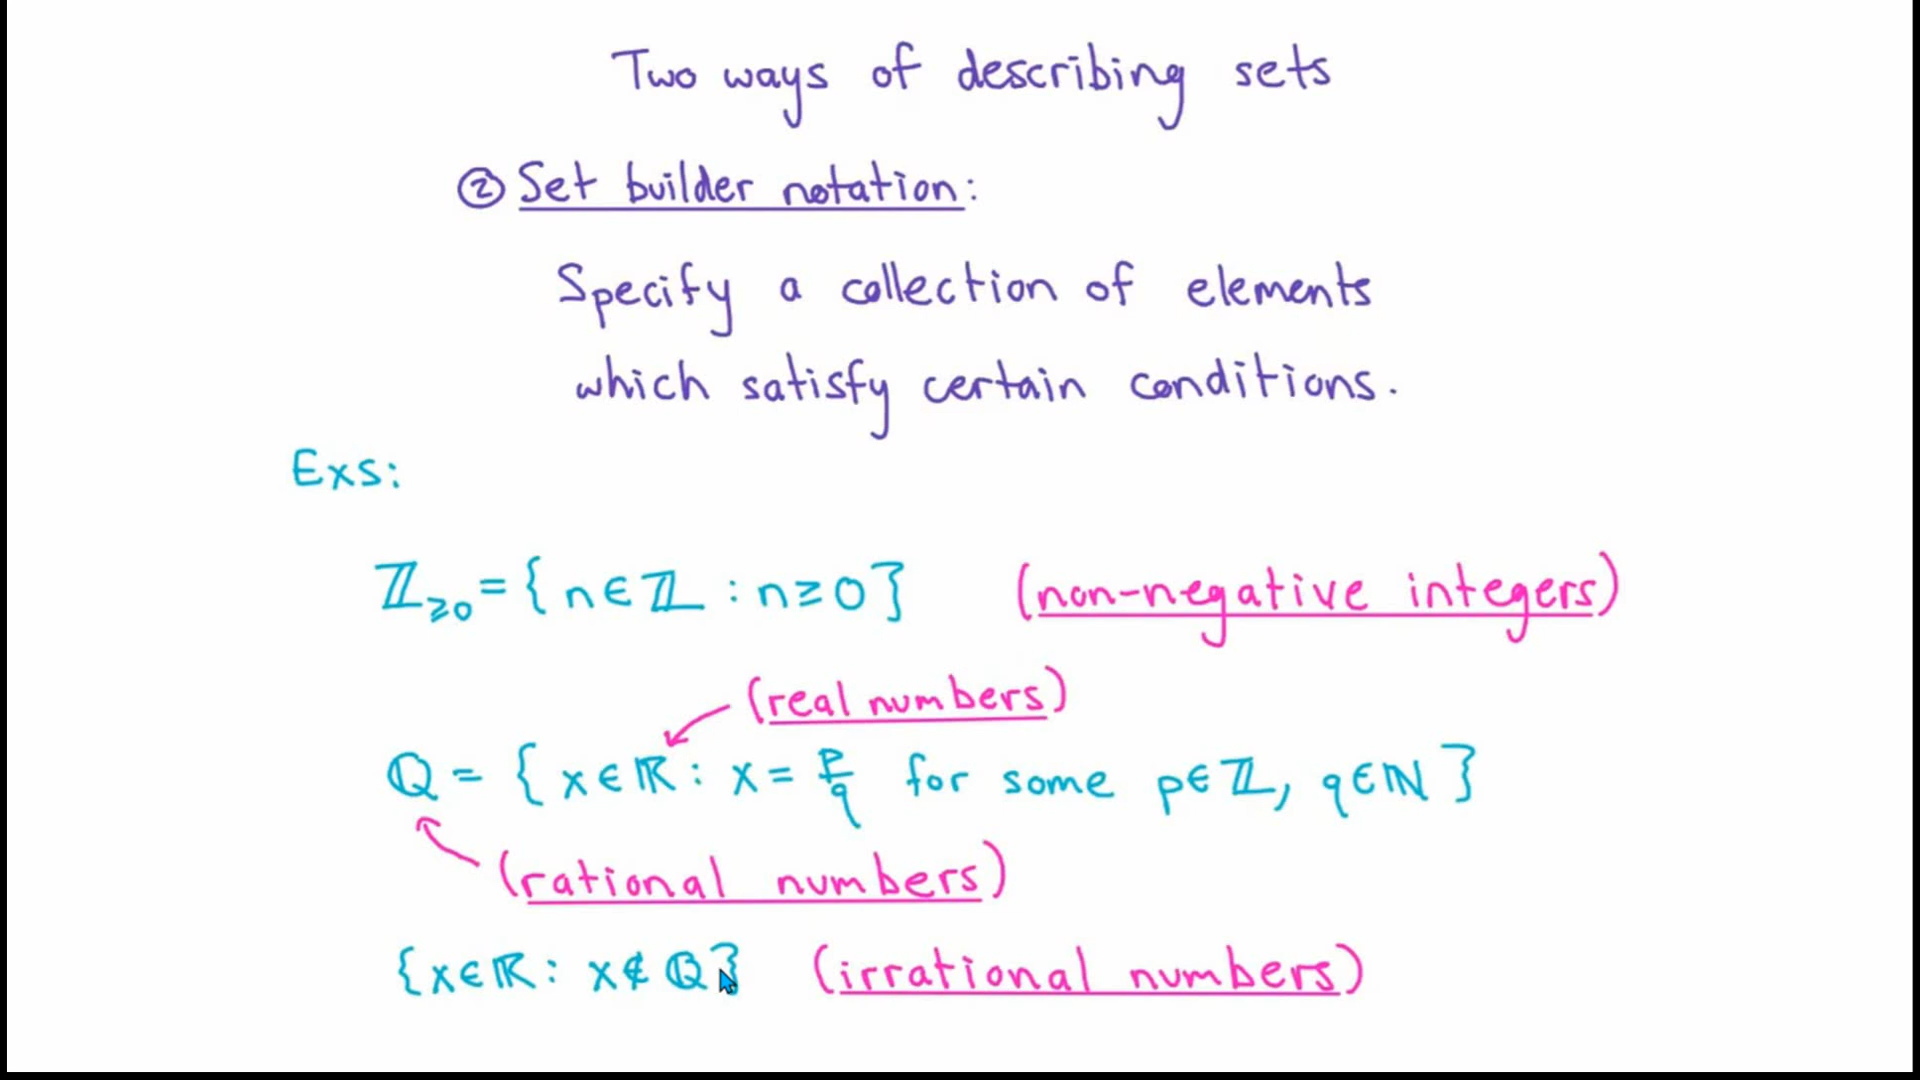 Two ways of describing sets
② Set builder notation:
Specify a collection of elements
which satisfy certain conditions.
Exs:
ℤ≥0 = { n∈ℤ : n≥0 } (non-negative integers)
(real numbers)
ℚ = { x∈ℝ : x = p/q for some p∈ℤ, q∈ℕ }
(rational numbers)
{x∈ℝ : x∉ℚ} (irrational numbers)